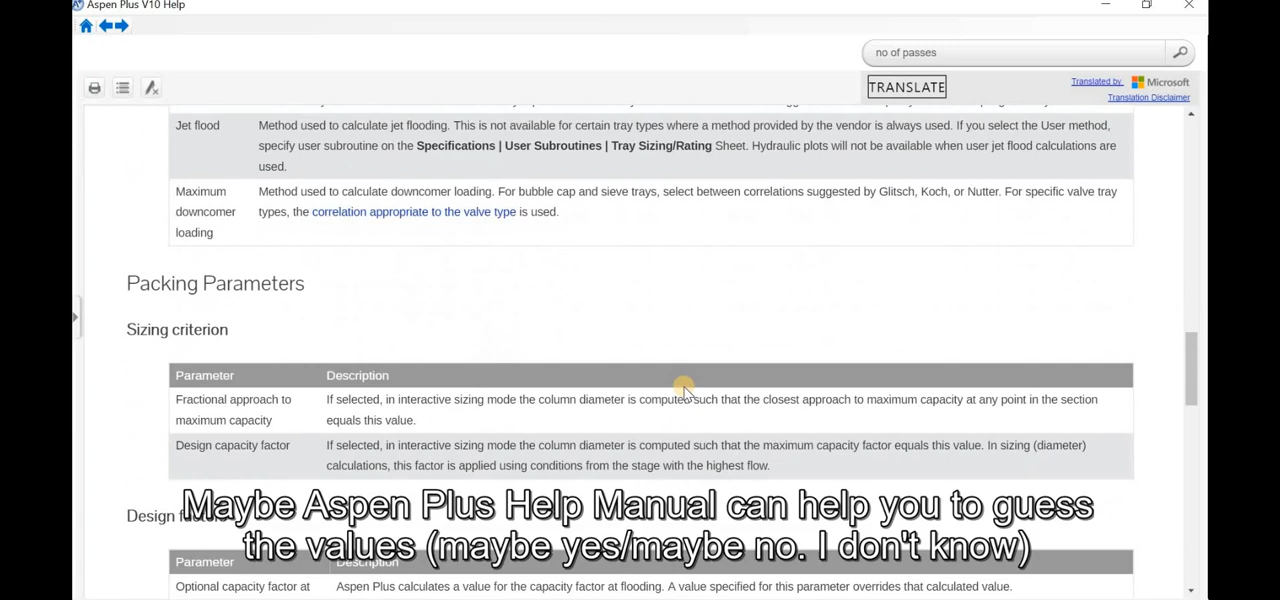 Aspen Plus V10 Help
no of passes
TRANSLATE
Translated by Microsoft
Translation Disclaimer
Jet flood
Method used to calculate jet flooding. This is not available for certain tray types where a method provided by the vendor is always used. If you select the User method,
specify user subroutine on the Specifications | User Subroutines | Tray Sizing/Rating Sheet. Hydraulic plots will not be available when user jet flood calculations are
used.
Maximum
downcomer
loading
Method used to calculate downcomer loading. For bubble cap and sieve trays, select between correlations suggested by Glitsch, Koch, or Nutter. For specific valve tray
types, the correlation appropriate to the valve type is used.
Packing Parameters
Sizing criterion
Parameter Description
Fractional approach to
maximum capacity
If selected, in interactive sizing mode the column diameter is computed such that the closest approach to maximum capacity at any point in the section
equals this value.
Design capacity factor
If selected, in interactive sizing mode the column diameter is computed such that the maximum capacity factor equals this value. In sizing (diameter)
calculations, this factor is applied using conditions from the stage with the highest flow.
Design
Maybe Aspen Plus Help Manual can help you to guess
the values (maybe yes/maybe no. I don't know)
Parameter Description
Optional capacity factor at
Aspen Plus calculates a value for the capacity factor at flooding. A value specified for this parameter overrides that calculated value.